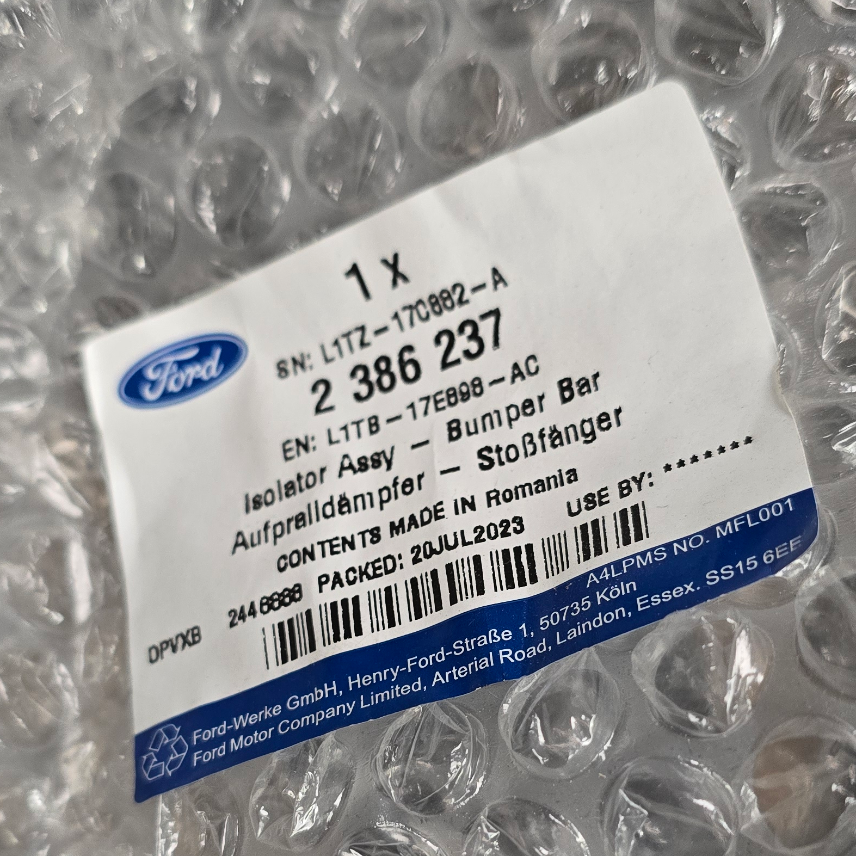 1 x
Ford
SN: L1TZ-17C882-A
2 386 237
EN: L1TB-17E898-AC
Isolator Assy - Bumper Bar
Aufpralldämpfer - Stoßfänger
CONTENTS MADE IN Romania
PACKED: 20JUL2023 USE BY: *******
DPVXB
A4LPMS NO. MFL001
Ford-Werke GmbH, Henry-Ford-Straße 1, 50735 Köln
Ford Motor Company Limited, Arterial Road, Laindon, Essex. SS15 6EE